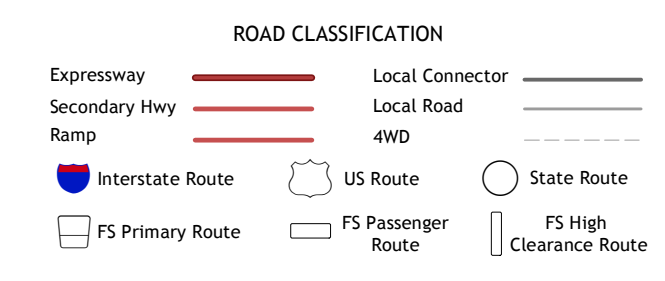 ROAD CLASSIFICATION
Expressway
Local Connector
Secondary Hwy
Local Road
Ramp
4WD
Interstate Route
US Route
State Route
FS Primary Route
FS Passenger
Route
FS High
Clearance Route